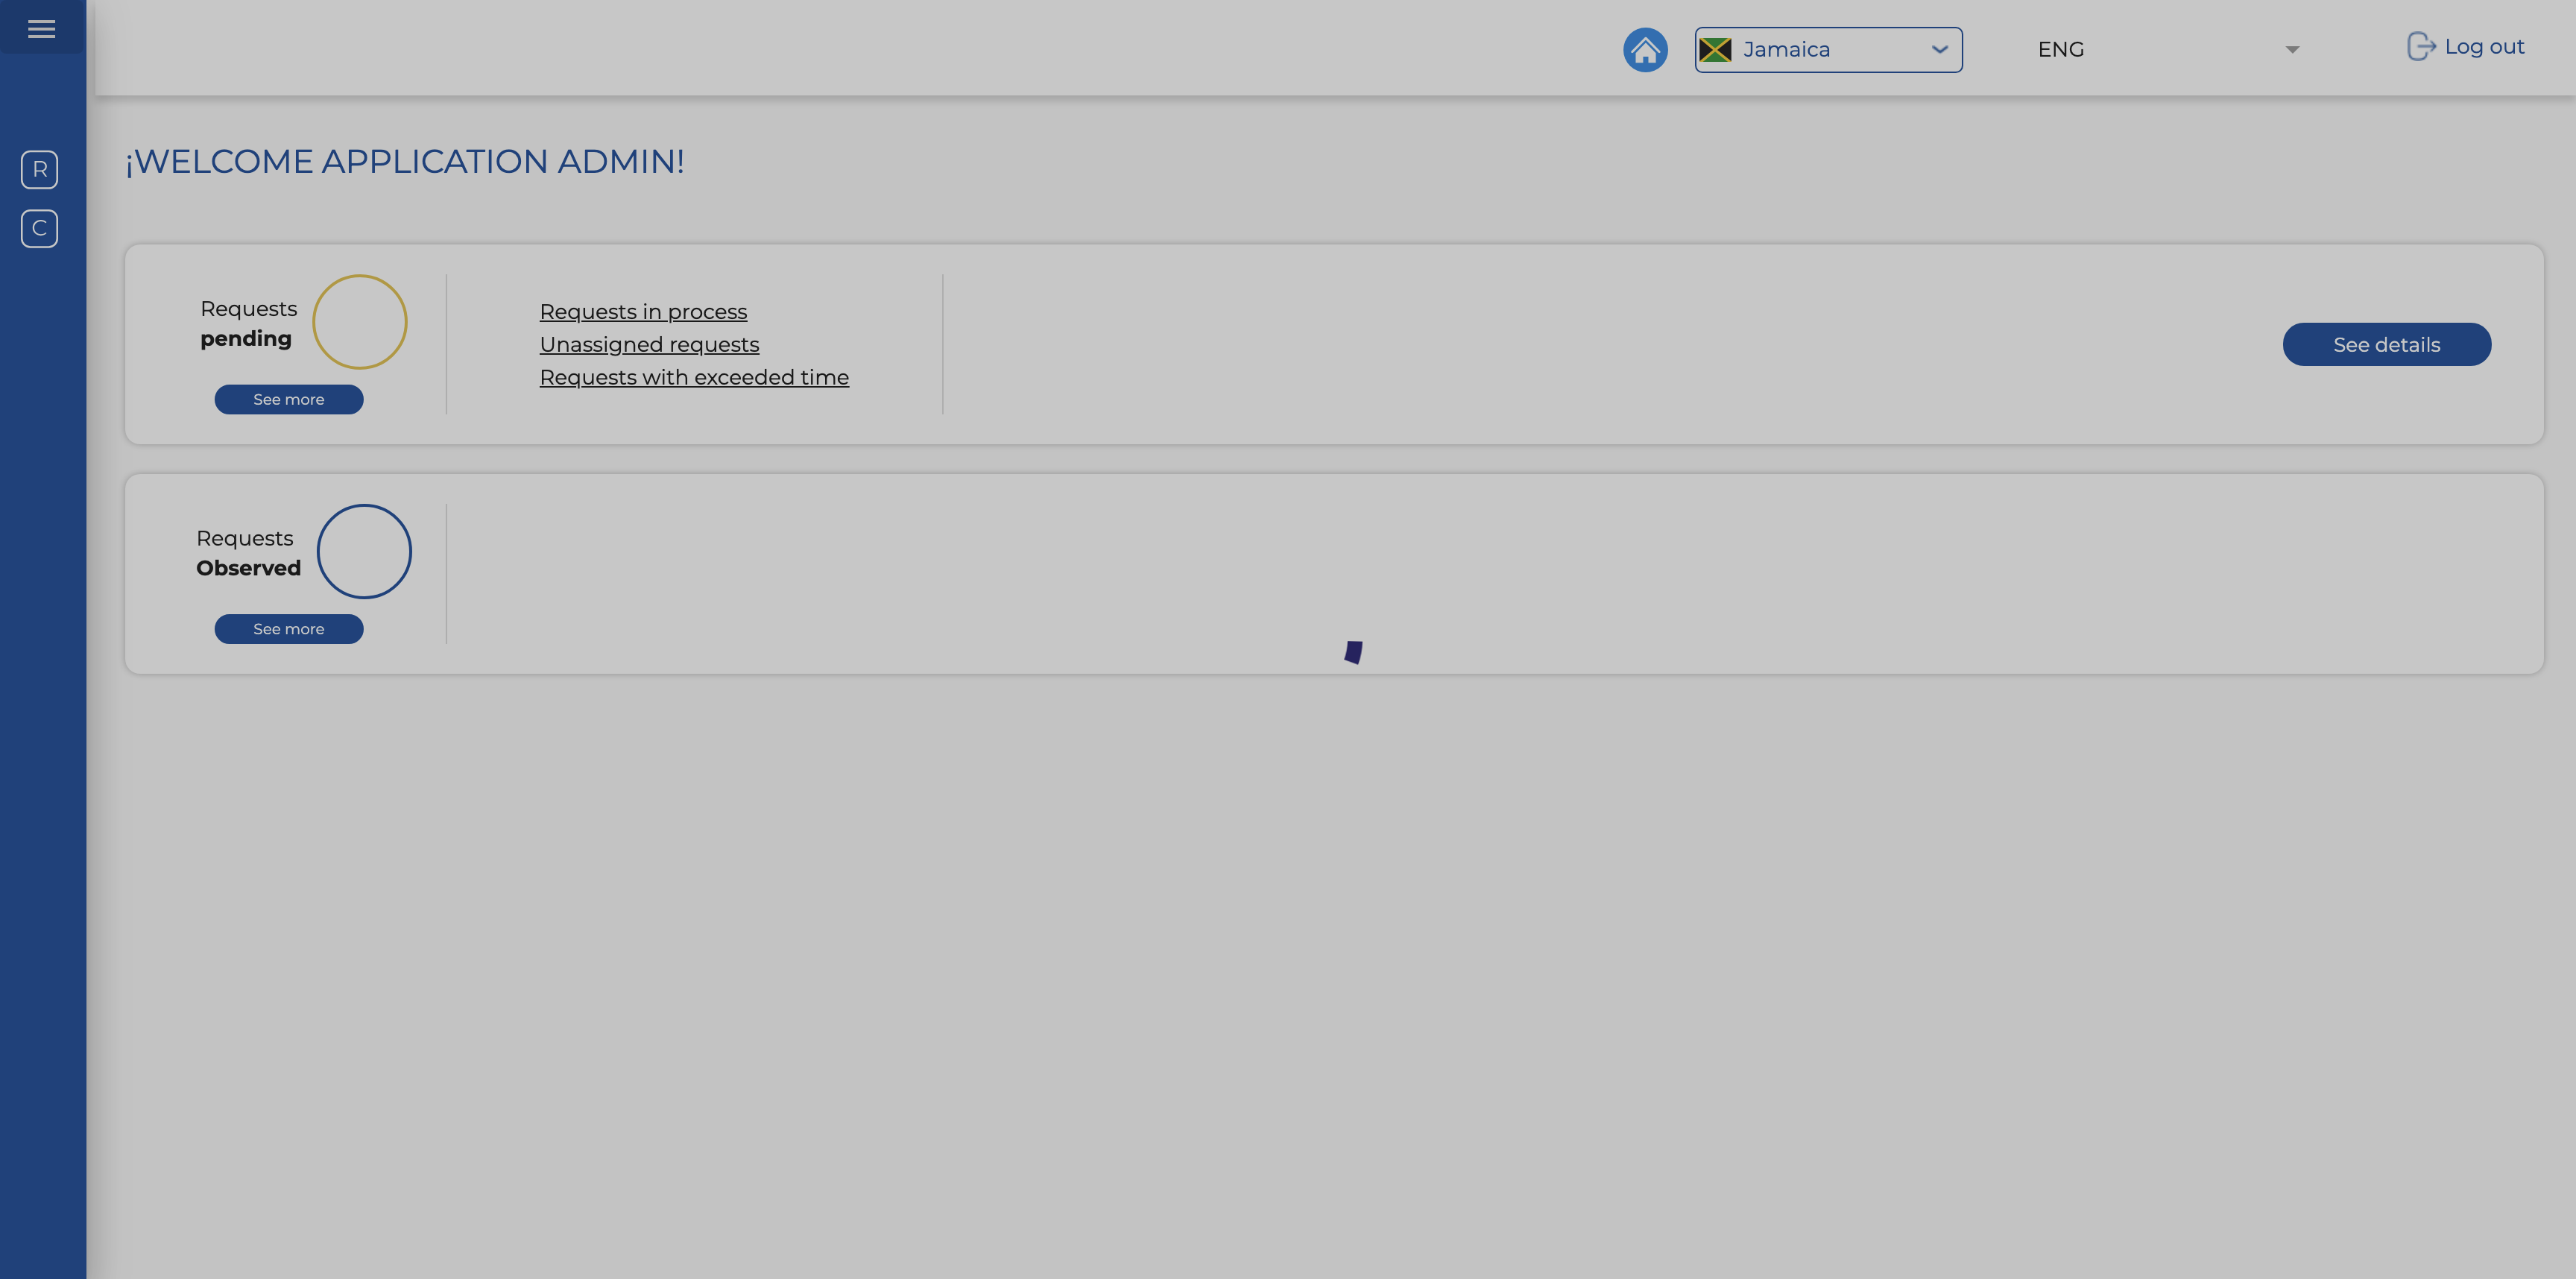 Jamaica
ENG
Log out
R
C
¡WELCOME APPLICATION ADMIN!
Requests
pending
See more
Requests in process
Unassigned requests
Requests with exceeded time
See details
Requests
Observed
See more